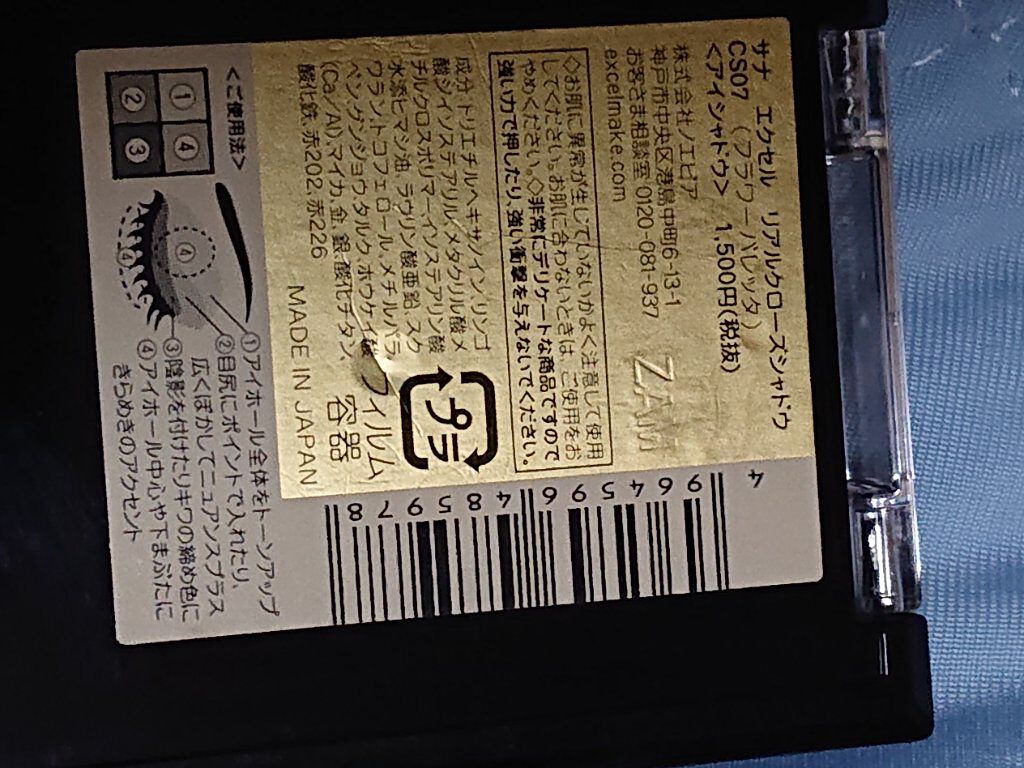 サナ エクセル リアルクローズシャドウ
CS07 (フラワーバレッタ)
<アイシャドウ> 1,500円(税抜)
株式会社ノエビア
神戸市中央区港島中町6-13-1
お客さま相談室 0120-081-937
excelmake.com
ZAM
◇お肌に異常が生じていないかよく注意して使用
してください。お肌に合わないときは、ご使用をお
やめください。◇非常にデリケートな商品ですので
強い力で押したり、強い衝撃を与えないでください。
成分:トリエチルヘキサノイン、リンゴ
酸ジイソステアリル、メタクリル酸メ
チルクロスポリマー、イソステアリン酸
水添ヒマシ油、ラウリン酸亜鉛、スク
ワラン、トコフェロール、メチルパラ
ベン、グンジョウ、タルク、ホウケイ酸
(Ca/Al)、マイカ、金、銀、酸化チタン、
酸化鉄、赤202、赤226
MADE IN JAPAN
プラ
フィルム
容器
<ご使用法>
① ④
② ③
④
④
①アイホール全体をトーンアップ
②目尻にポイントで入れたり、
広くぼかしてニュアンスプラス
③陰影を付けたりキワの締め色に
④アイホール中心や下まぶたに
きらめきのアクセント
4 964596 485978